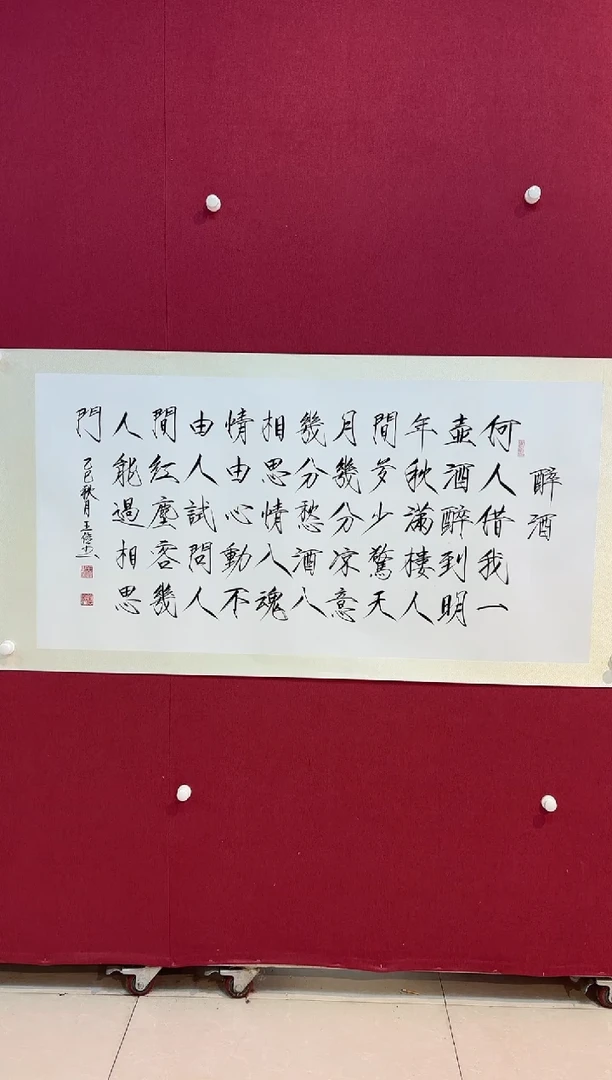 醉酒
何人借我一
壺酒醉到明
年秋滿樓人
間多少驚天
月幾分凉意
幾分愁酒入
相思情入魂
情由心動不
由人試問人
間紅塵客幾
人能過相思
門
乙巳秋月王